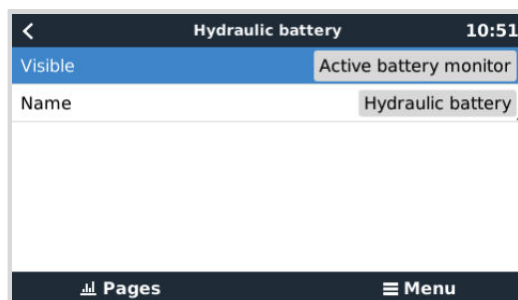 Hydraulic battery 10:51
Visible Active battery monitor
Name Hydraulic battery
Pages Menu